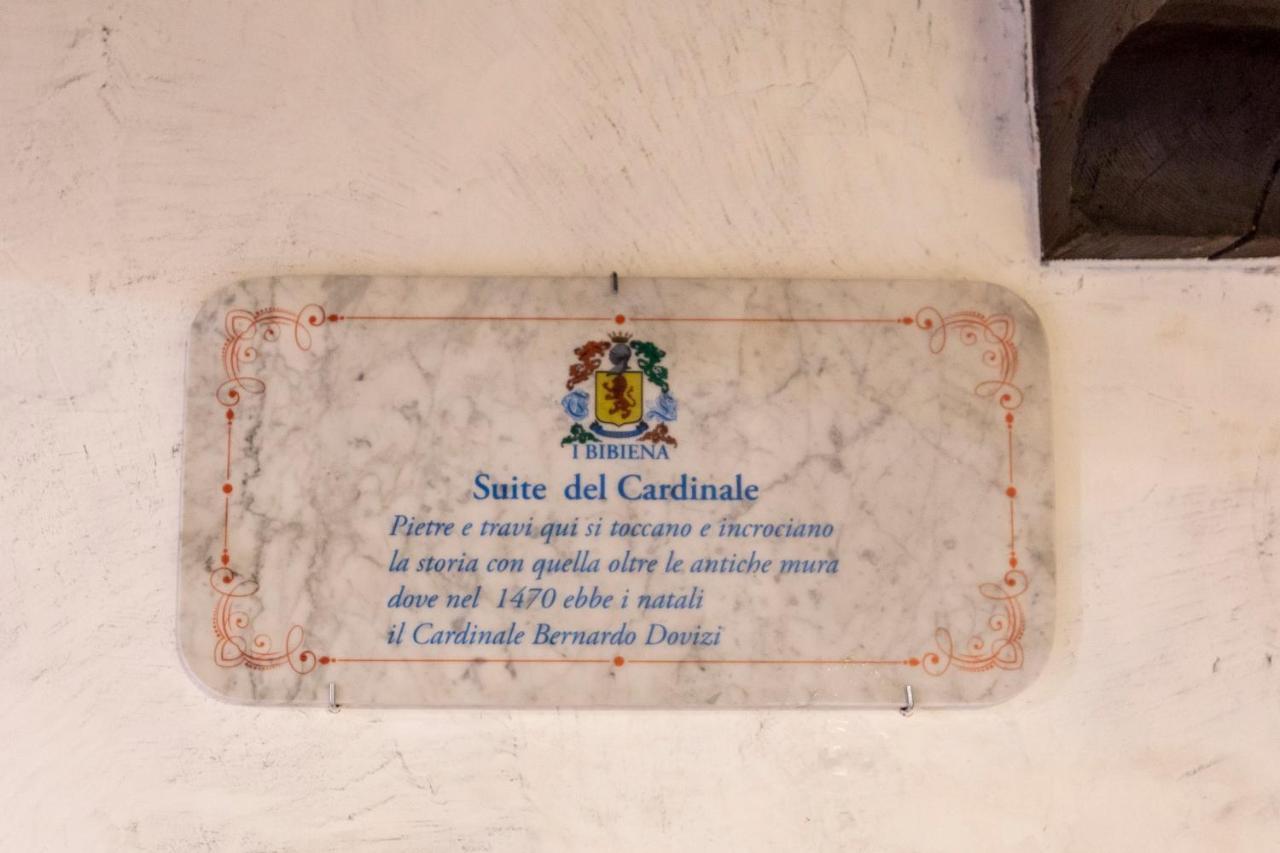 I BIBIENA
Suite del Cardinale
Pietre e travi qui si toccano e incrociano
la storia con quella oltre le antiche mura
dove nel 1470 ebbe i natali
il Cardinale Bernardo Dovizi